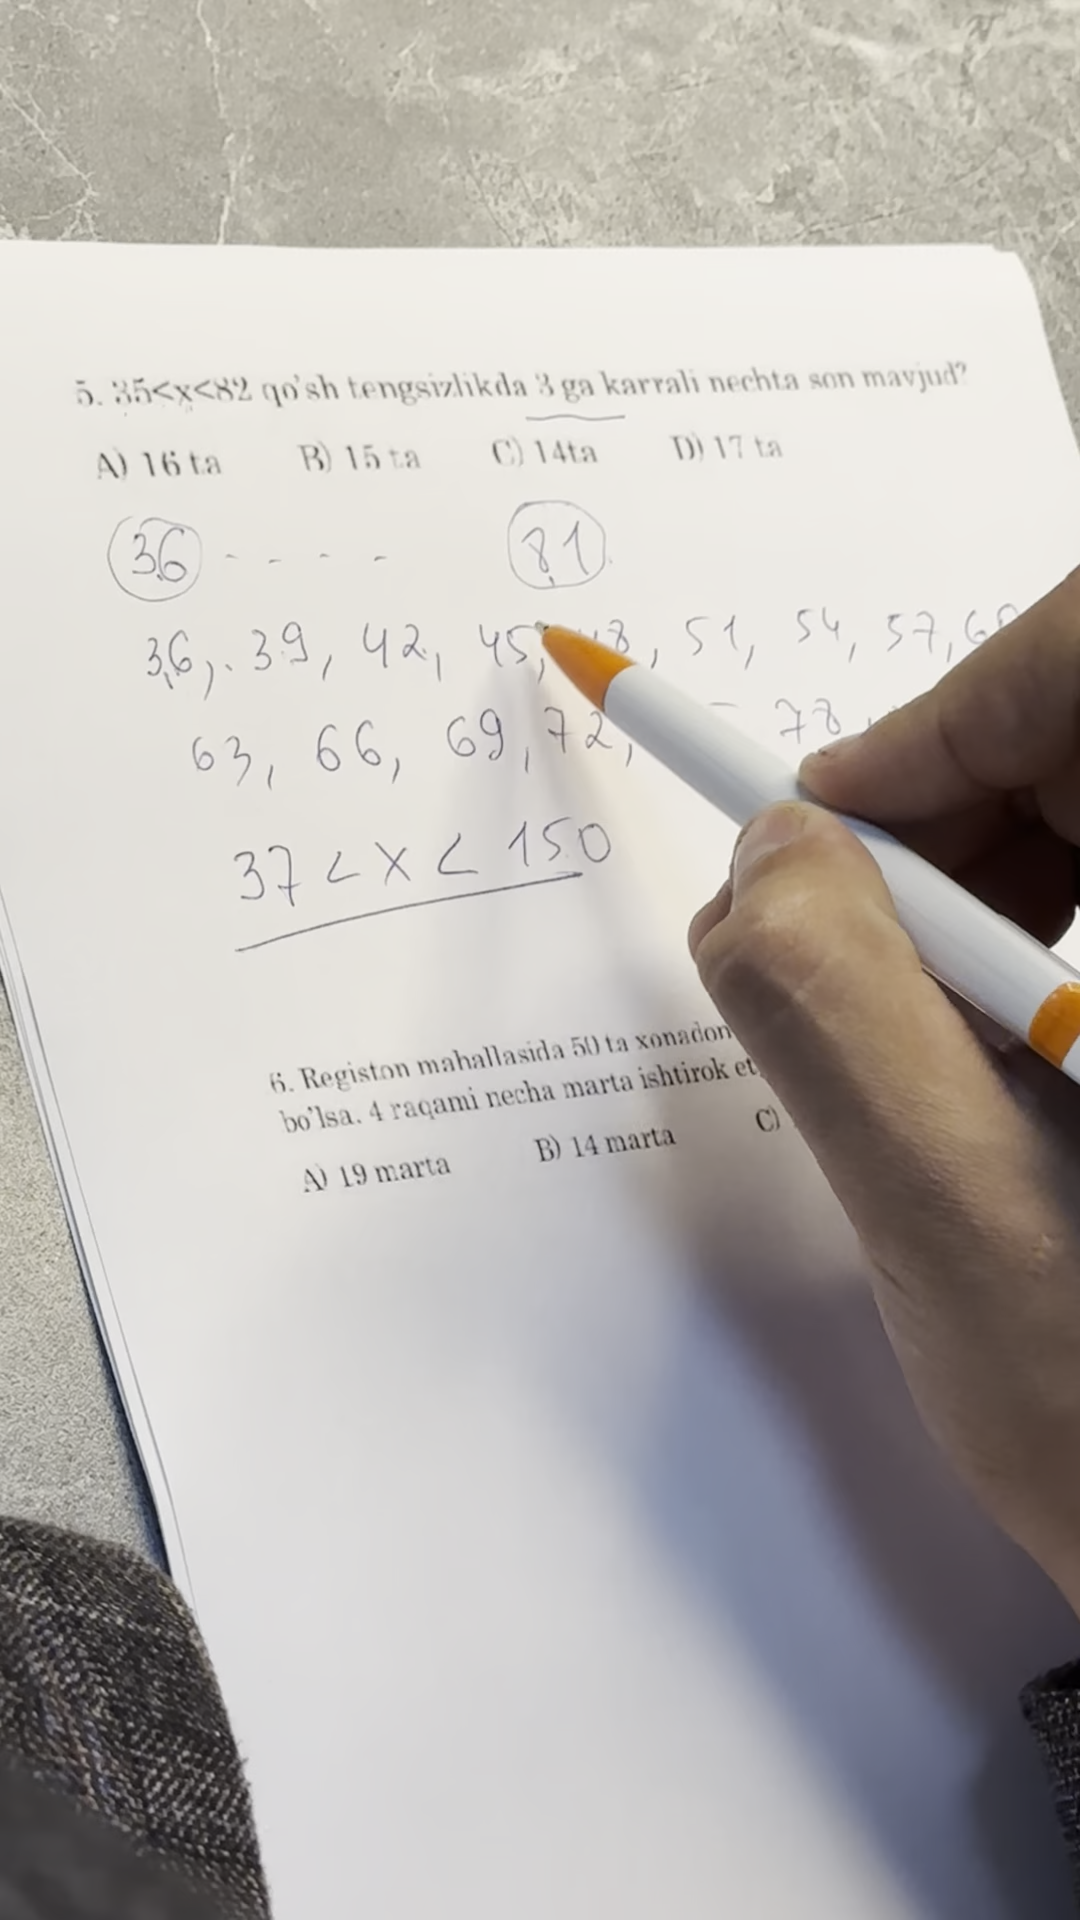 5. 35<x<82 qo'sh tengsizlikda 3 ga karrali nechta son mavjud?
A) 16 ta B) 15 ta C) 14ta D) 17 ta
36 - - - - 81
36, 39, 42, 45, 51, 54, 57,
63, 66, 69, 72, 78
37 < x < 150
6. Registon mahallasida 50 ta xonadon
bo'lsa. 4 raqami necha marta ishtirok
A) 19 marta B) 14 marta C)